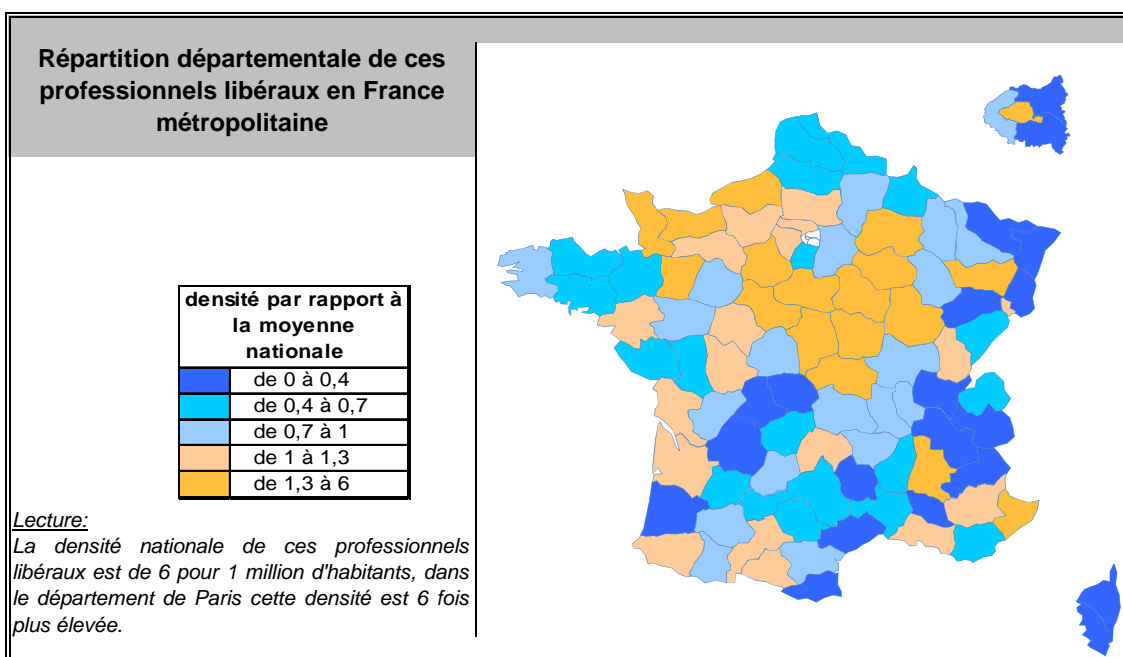 Répartition départementale de ces
professionnels libéraux en France
métropolitaine
densité par rapport à
la moyenne
nationale
de 0 à 0,4
de 0,4 à 0,7
de 0,7 à 1
de 1 à 1,3
de 1,3 à 6
Lecture:
La densité nationale de ces professionnels
libéraux est de 6 pour 1 million d'habitants, dans
le département de Paris cette densité est 6 fois
plus élevée.